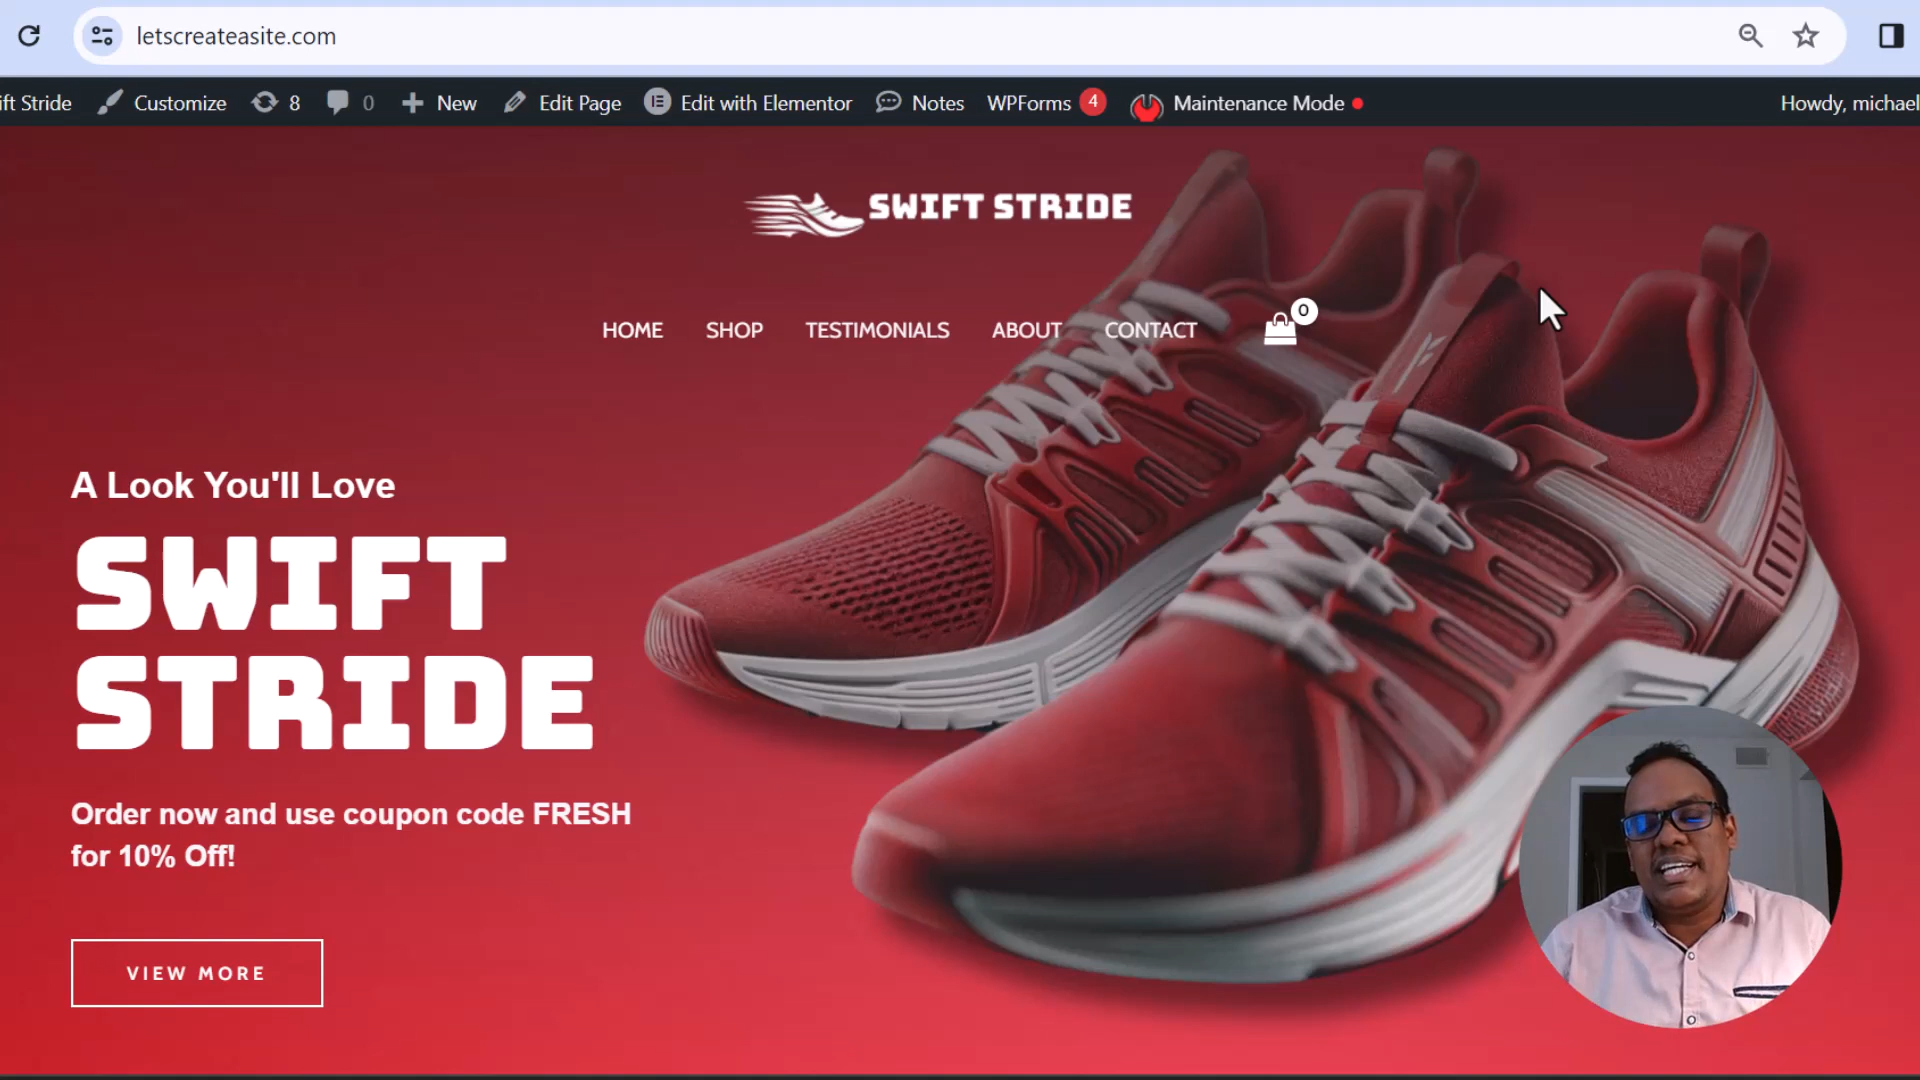 letscreateasite.com
ift Stride Customize 8 0 New Edit Page Edit with Elementor Notes WPForms 4 Maintenance Mode Howdy, michael
SWIFT STRIDE
HOME SHOP TESTIMONIALS ABOUT CONTACT 0
A Look You'll Love
SWIFT
STRIDE
Order now and use coupon code FRESH
for 10% Off!
VIEW MORE